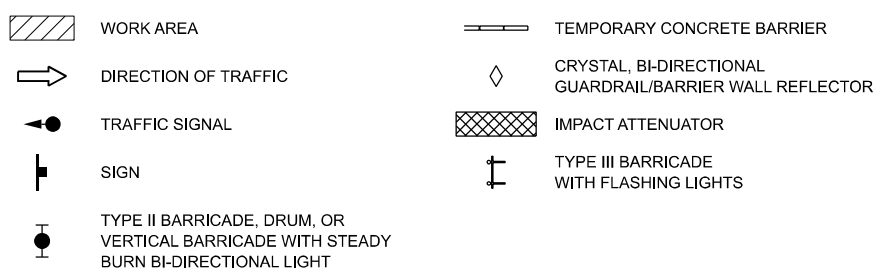 WORK AREA
DIRECTION OF TRAFFIC
TRAFFIC SIGNAL
SIGN
TYPE II BARRICADE, DRUM, OR
VERTICAL BARRICADE WITH STEADY
BURN BI-DIRECTIONAL LIGHT
TEMPORARY CONCRETE BARRIER
CRYSTAL, BI-DIRECTIONAL
GUARDRAIL/BARRIER WALL REFLECTOR
IMPACT ATTENUATOR
TYPE III BARRICADE
WITH FLASHING LIGHTS